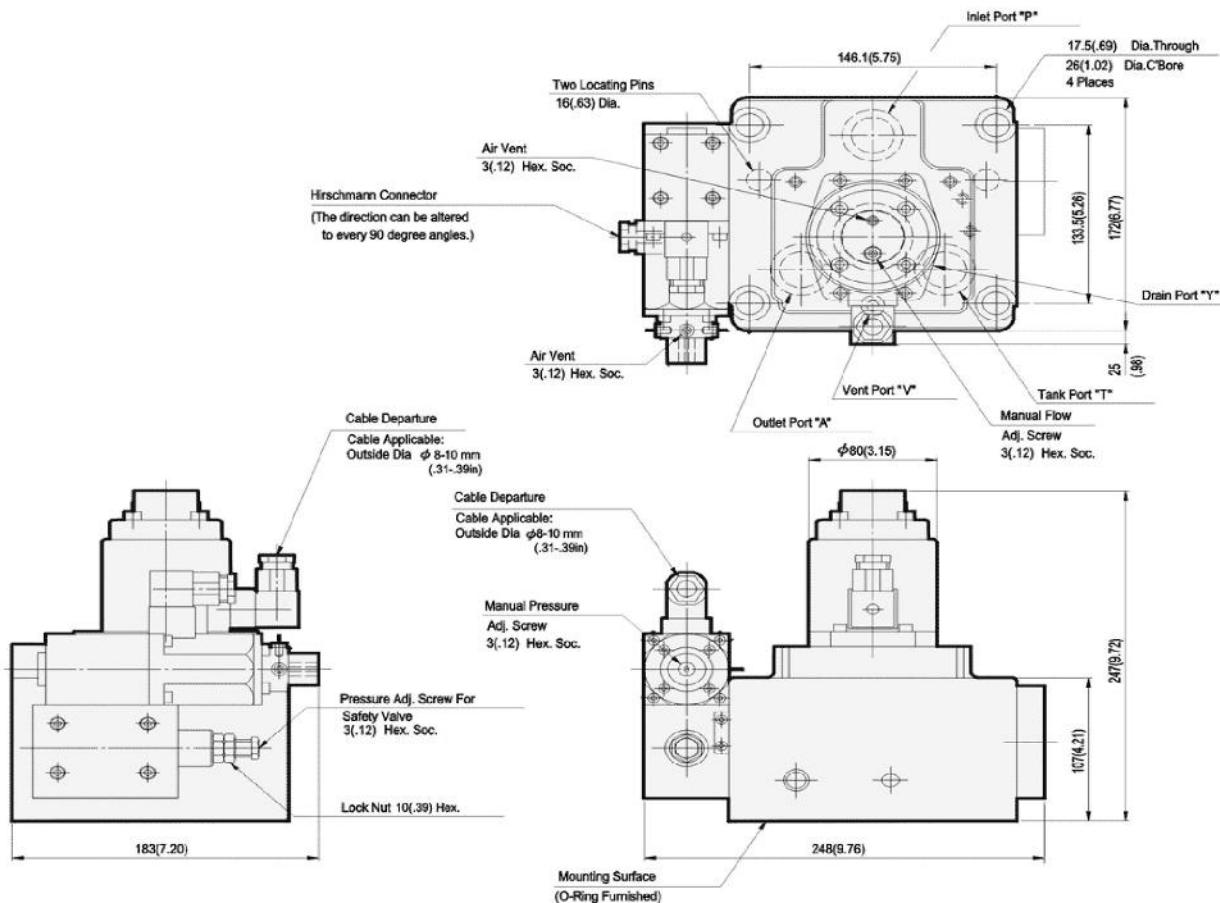 Inlet Port "P"
146.1(5.75)
17.5(.69) Dia.Through
26(1.02) Dia.C'Bore
4 Places
Two Locating Pins
16(.63) Dia.
Air Vent
3(.12) Hex. Soc.
Hirschmann Connector
(The direction can be altered
to every 90 degree angles.)
133.5(5.26)
172(6.77)
Drain Port "Y"
Air Vent
3(.12) Hex. Soc.
25
(.98)
Vent Port "V"
Tank Port "T"
Outlet Port "A"
Manual Flow
Adj. Screw
3(.12) Hex. Soc.
Cable Departure
Cable Applicable:
Outside Dia ϕ 8-10 mm
(.31-.39in)
ϕ80(3.15)
Cable Departure
Cable Applicable:
Outside Dia ϕ8-10 mm
(.31-.39in)
Manual Pressure
Adj. Screw
3(.12) Hex. Soc.
247(9.72)
107(4.21)
Pressure Adj. Screw For
Safety Valve
3(.12) Hex. Soc.
Lock Nut 10(.39) Hex.
183(7.20)
248(9.76)
Mounting Surface
(O-Ring Furnished)